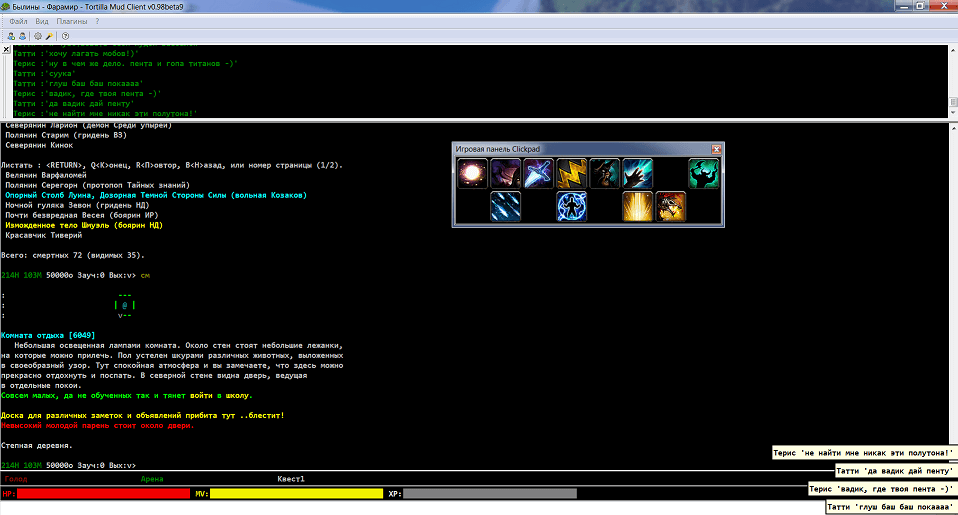 Былины - Фарамир - Tortilla Mud Client v0.98beta9
Файл Вид Плагины ?
Татти :'хочу лагать мобов!)'
Терис :'ну в чем же дело. пента и гопа титанов -)'
Татти :'суука'
Татти :'глуш баш баш покаааа'
Терис :'вадик, где твоя пента -)'
Татти :'да вадик дай пенту'
Терис :'не найти мне никак эти полутона!'
Северянин Ларион (демон Среди упырей)
Полянин Старим (гридень ВЗ)
Северянин Кинок
Листать : <RETURN>, Q<К>онец, R<П>овтор, B<Н>азад, или номер страницы (1/2).
Велянин Варфаломей
Полянин Серегорн (протопоп Тайных знаний)
Опорный Столб Луина, Дозорная Темной Стороны Силы (вольная Козаков)
Ночной гуляка Зевон (гридень НД)
Почти безвредная Весея (боярин ИР)
Изможденное тело Шмуэль (боярин НД)
Красавчик Тиверий
Всего: смертных 72 (видимых 35).
214H 103M 50000о Зауч:0 Вых:v> см
: ---
: | @ |
: v--
Комната отдыха [6049]
Небольшая освещенная лампами комната. Около стен стоят небольшие лежанки,
на которые можно прилечь. Пол устелен шкурами различных животных, выложенных
в своеобразный узор. Тут спокойная атмосфера и вы замечаете, что здесь можно
прекрасно отдохнуть и поспать. В северной стене видна дверь, ведущая
в отдельные покои.
Совсем малых, да не обученных так и тянет войти в школу.
Доска для различных заметок и объявлений прибита тут ..блестит!
Невысокий молодой парень стоит около двери.
Степная деревня.
214H 103M 50000о Зауч:0 Вых:v>
Город Арена Квест1
HP: MV: XP:
Игровая панель Clickpad
Терис 'не найти мне никак эти полутона!'
Татти 'да вадик дай пенту'
Терис 'вадик, где твоя пента -)'
Татти 'глуш баш баш покаааа'